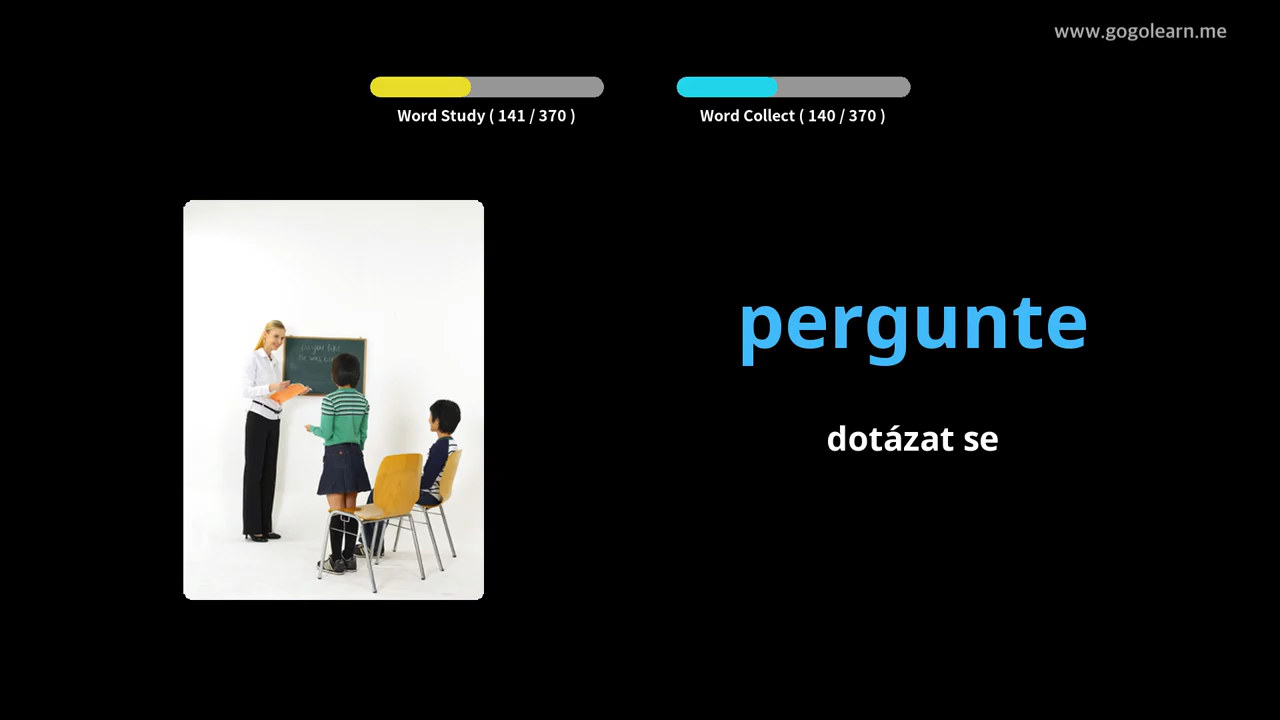 www.gogolearn.me
Word Study ( 141 / 370 )
Word Collect ( 140 / 370 )
pergunte
dotázat se